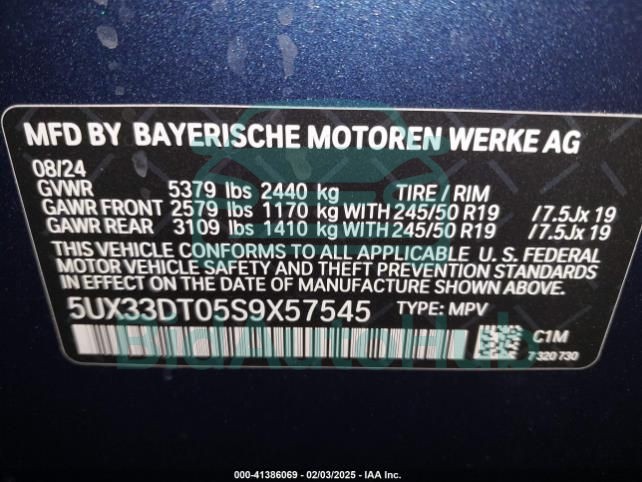 MFD BY BAYERISCHE MOTOREN WERKE AG
08/24
GVWR 5379 lbs 2440 kg TIRE / RIM
GAWR FRONT 2579 lbs 1170 kg WITH 245/50 R19 /7.5Jx 19
GAWR REAR 3109 lbs 1410 kg WITH 245/50 R19 /7.5Jx 19
THIS VEHICLE CONFORMS TO ALL APPLICABLE U.S. FEDERAL
MOTOR VEHICLE SAFETY AND THEFT PREVENTION STANDARDS
IN EFFECT ON THE DATE OF MANUFACTURE SHOWN ABOVE.
5UX33DT05S9X57545 TYPE: MPV
C1M
7 320 730
BidAutoHub
000-41386069 - 02/03/2025 - IAA Inc.